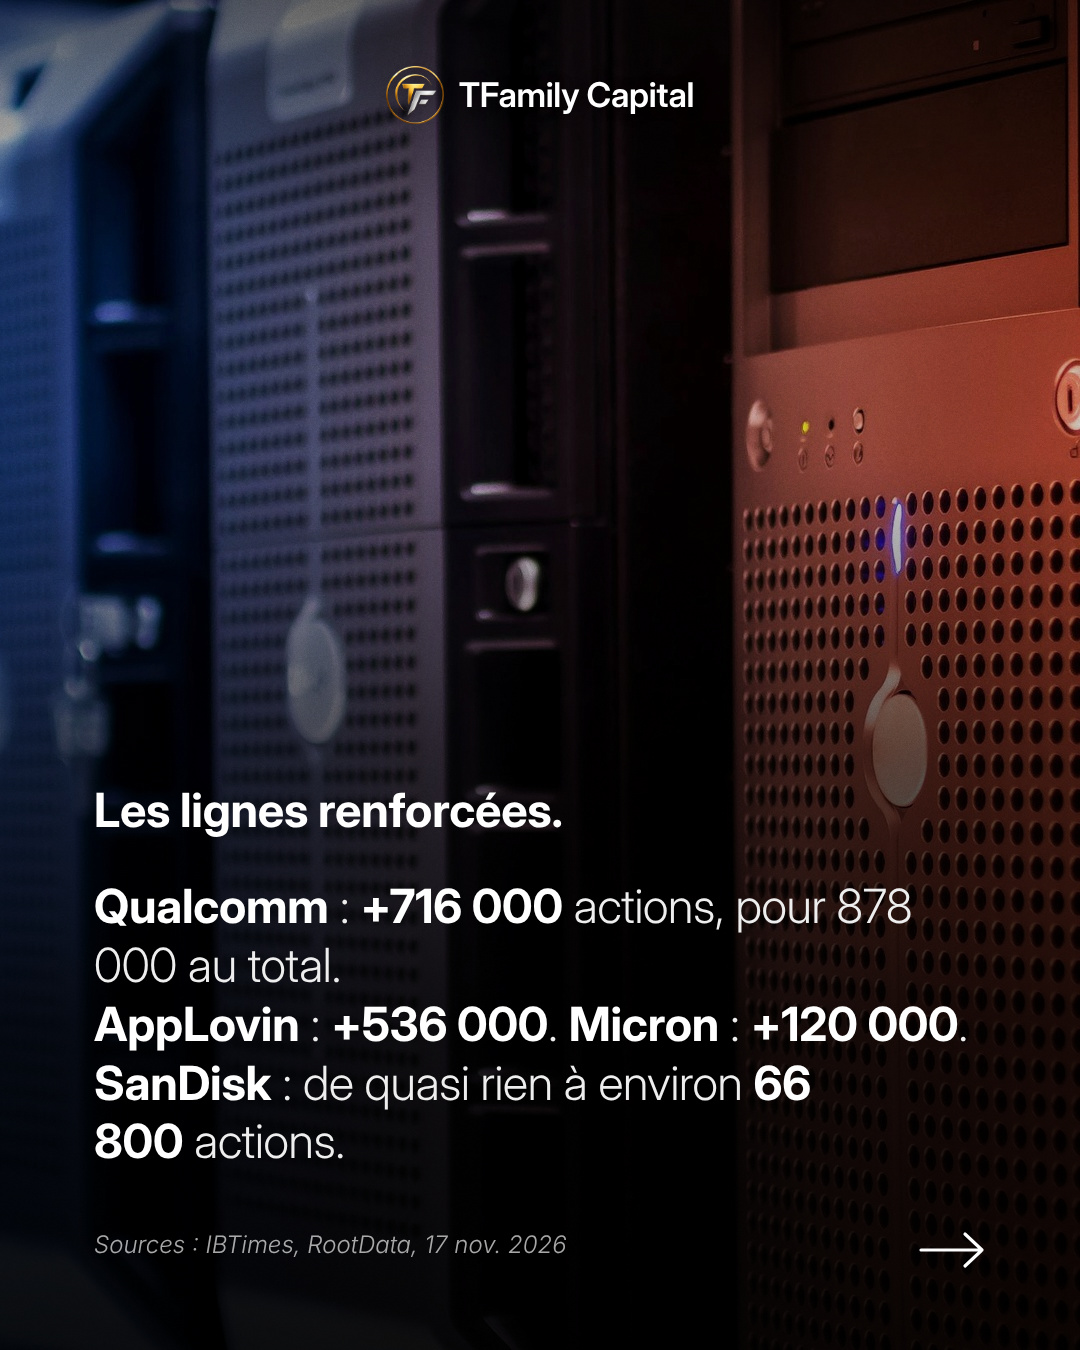 TFamily Capital
Les lignes renforcées.
Qualcomm : +716 000 actions, pour 878
000 au total.
AppLovin : +536 000. Micron : +120 000.
SanDisk : de quasi rien à environ 66
800 actions.
Sources : IBTimes, RootData, 17 nov. 2026